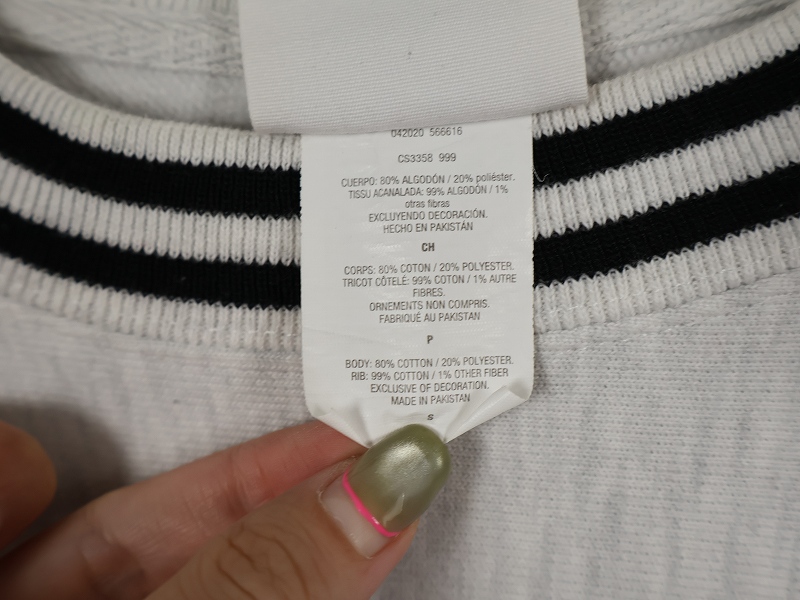 042020 566616
CS3358 999
CUERPO: 80% ALGODÓN / 20% poliéster.
TISSU ACANALADA: 99% ALGODÓN / 1%
otras fibras
EXCLUYENDO DECORACIÓN.
HECHO EN PAKISTÁN
CH
CORPS: 80% COTON / 20% POLYESTER.
TRICOT CÔTELÉ: 99% COTON / 1% AUTRE
FIBRES.
ORNEMENTS NON COMPRIS.
FABRIQUÉ AU PAKISTAN
P
BODY: 80% COTTON / 20% POLYESTER.
RIB: 99% COTTON / 1% OTHER FIBER
EXCLUSIVE OF DECORATION.
MADE IN PAKISTAN
S